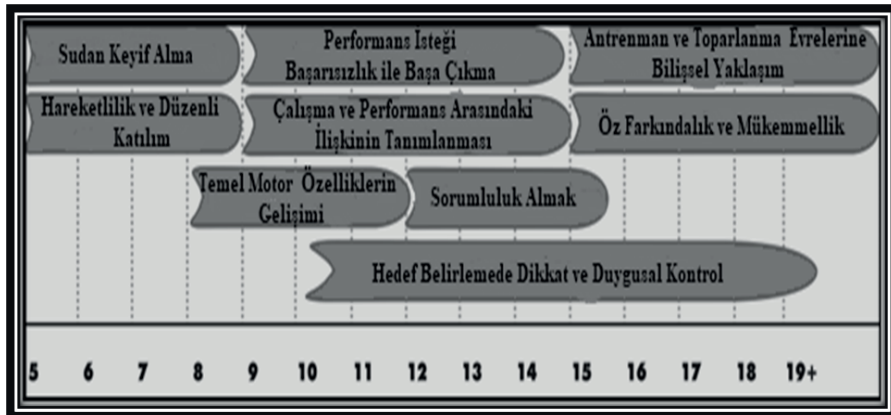 Sudan Keyif Alma
Performans İsteği
Başarısızlık ile Başa Çıkma
Antrenman ve Toparlanma Evrelerine
Bilişsel Yaklaşım
Hareketlilik ve Düzenli
Katılım
Çalışma ve Performans Arasındaki
İlişkinin Tanımlanması
Öz Farkındalık ve Mükemmellik
Temel Motor Özelliklerin
Gelişimi
Sorumluluk Almak
Hedef Belirlemede Dikkat ve Duygusal Kontrol
5 6 7 8 9 10 11 12 13 14 15 16 17 18 19+